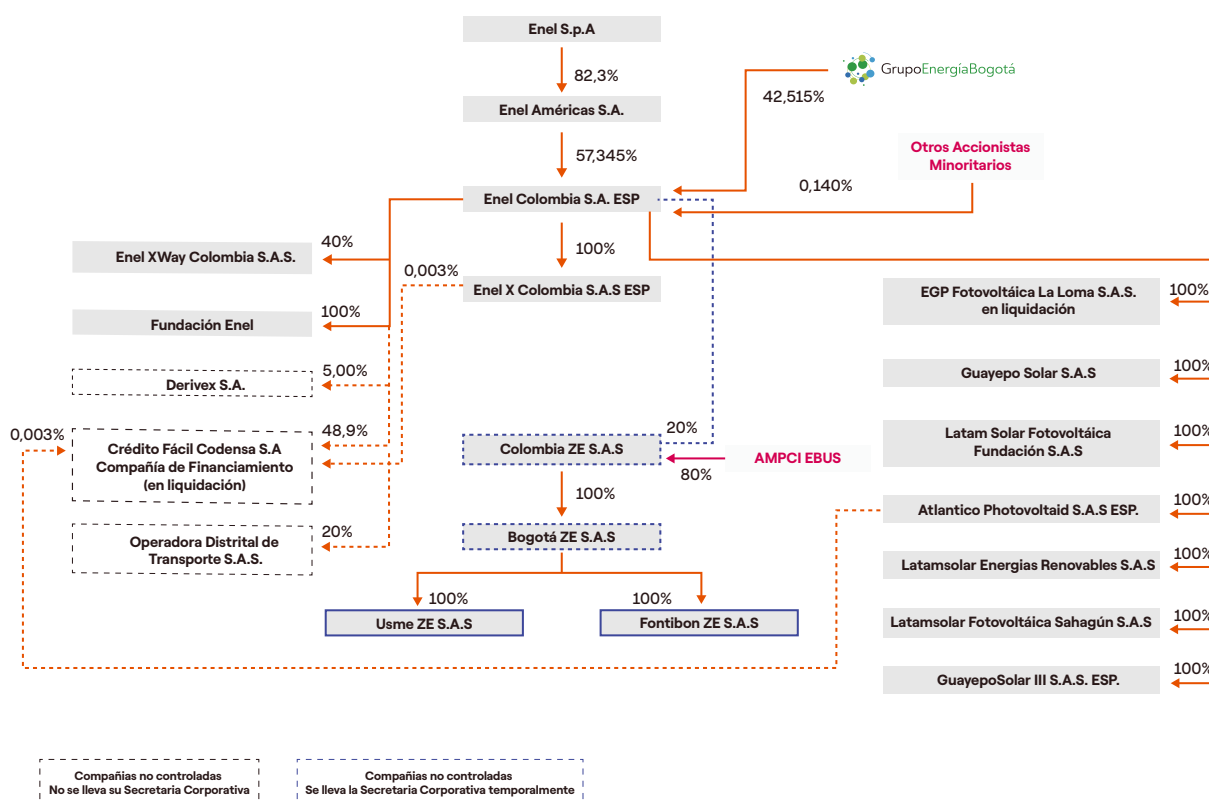 Enel S.p.A
82,3%
GrupoEnergíaBogotá
42,515%
Enel Américas S.A.
57,345%
Otros Accionistas
Minoritarios
0,140%
Enel Colombia S.A. ESP
40%
Enel XWay Colombia S.A.S.
100%
0,003%
Enel X Colombia S.A.S ESP
EGP Fotovoltáica La Loma S.A.S.
en liquidación
100%
100%
Fundación Enel
5,00%
Derivex S.A.
Guayepo Solar S.A.S
100%
0,003%
48,9%
Crédito Fácil Codensa S.A
Compañía de Financiamiento
(en liquidación)
20%
Colombia ZE S.A.S
AMPCI EBUS
80%
Latam Solar Fotovoltáica
Fundación S.A.S
100%
100%
Atlantico Photovoltaid S.A.S ESP.
100%
20%
Operadora Distrital de
Transporte S.A.S.
Bogotá ZE S.A.S
Latamsolar Energias Renovables S.A.S
100%
100%
100%
Usme ZE S.A.S
Fontibon ZE S.A.S
Latamsolar Fotovoltáica Sahagún S.A.S
100%
GuayepoSolar III S.A.S. ESP.
100%
Compañias no controladas
No se lleva su Secretaria Corporativa
Compañias no controladas
Se lleva la Secretaria Corporativa temporalmente